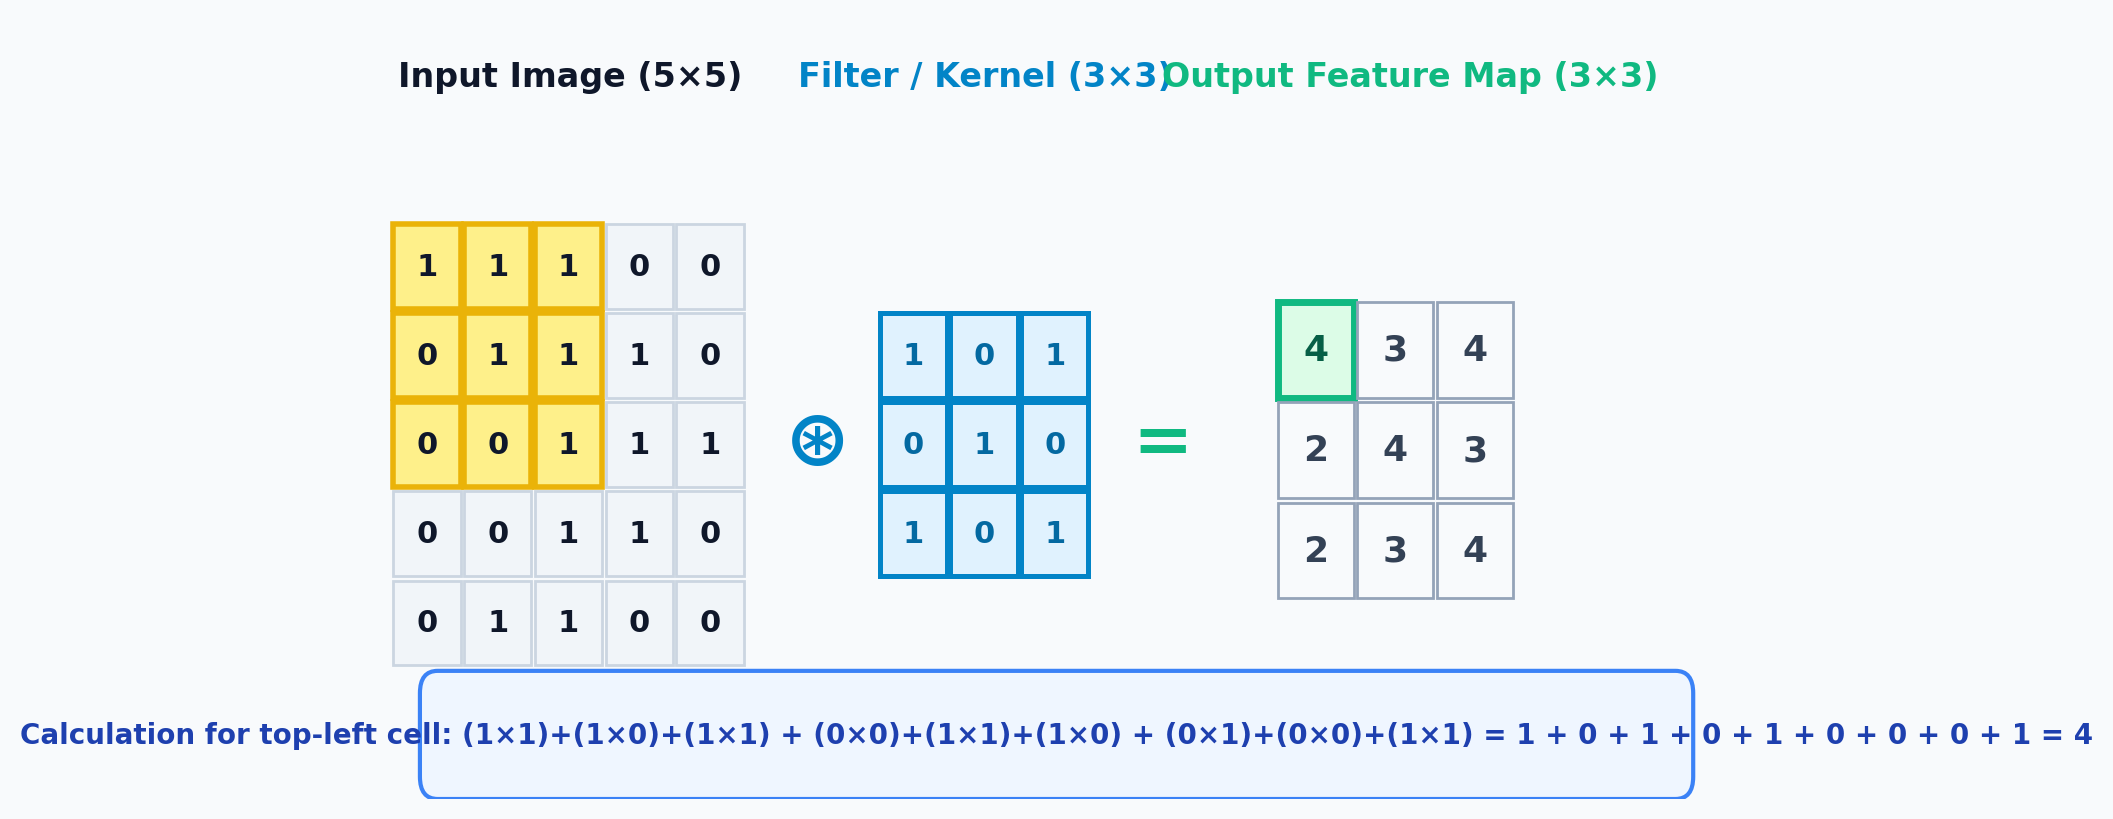 Input Image (5×5)
Filter / Kernel (3×3)
Output Feature Map (3×3)
1 1 1 0 0
0 1 1 1 0
0 0 1 1 1
0 0 1 1 0
0 1 1 0 0
⊛
1 0 1
0 1 0
1 0 1
=
4 3 4
2 4 3
2 3 4
Calculation for top-left cell: (1×1)+(1×0)+(1×1) + (0×0)+(1×1)+(1×0) + (0×1)+(0×0)+(1×1) = 1 + 0 + 1 + 0 + 1 + 0 + 0 + 0 + 1 = 4